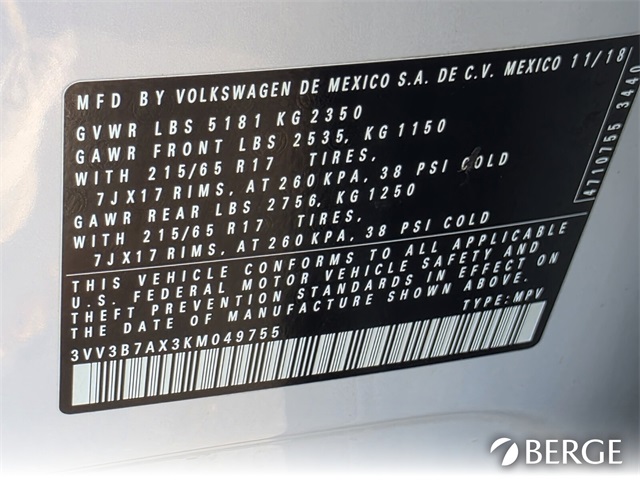 MFD BY VOLKSWAGEN DE MEXICO S.A. DE C.V. MEXICO 11/18
GVWR LBS 5181 KG 2350
GAWR FRONT LBS 2535, KG 1150
WITH 215/65 R17 TIRES,
7JX17 RIMS, AT 260 KPA, 38 PSI COLD
GAWR REAR LBS 2756, KG 1250
WITH 215/65 R17 TIRES,
7JX17 RIMS, AT 260 KPA, 38 PSI COLD
THIS VEHICLE CONFORMS TO ALL APPLICABLE
U.S. FEDERAL MOTOR VEHICLE SAFETY AND
THEFT PREVENTION STANDARDS IN EFFECT ON
THE DATE OF MANUFACTURE SHOWN ABOVE.
TYPE: MPV
3VV3B7AX3KM049755
4710755 3440
BERGE